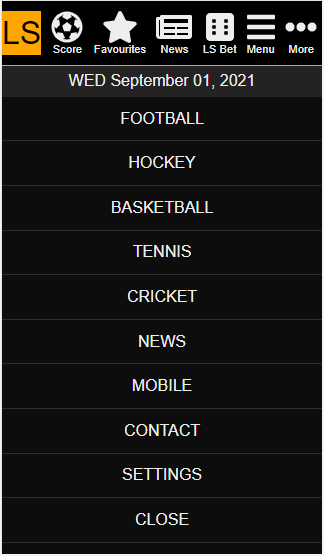 LS
Score Favourites News LS Bet Menu More
WED September 01, 2021
FOOTBALL
HOCKEY
BASKETBALL
TENNIS
CRICKET
NEWS
MOBILE
CONTACT
SETTINGS
CLOSE